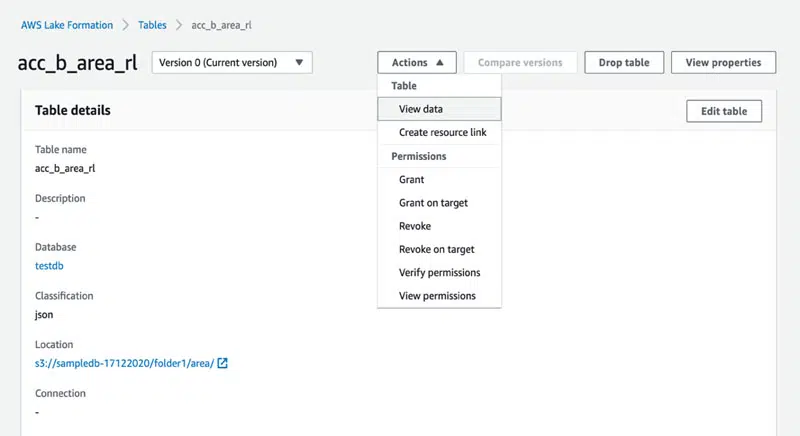 AWS Lake Formation > Tables > acc_b_area_rl
acc_b_area_rl
Version 0 (Current version)
Actions
Compare versions
Drop table
View properties
Table
View data
Create resource link
Permissions
Grant
Grant on target
Revoke
Revoke on target
Verify permissions
View permissions
Table details
Edit table
Table name
acc_b_area_rl
Description
-
Database
testdb
Classification
json
Location
s3://sampledb-17122020/folder1/area/
Connection
-